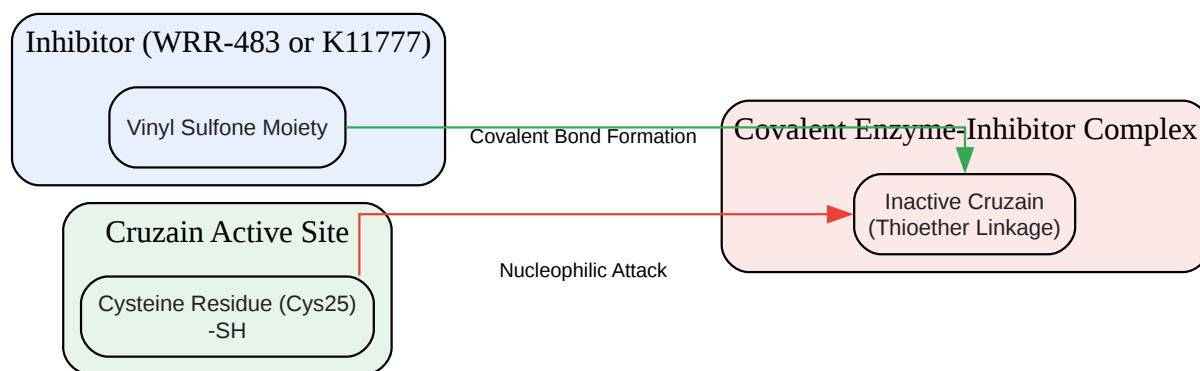 Inhibitor (WRR-483 or K11777)
Vinyl Sulfone Moiety
Covalent Bond Formation
Covalent Enzyme-Inhibitor Complex
Inactive Cruzain
(Thioether Linkage)
Cruzain Active Site
Nucleophilic Attack
Cysteine Residue (Cys25)
-SH